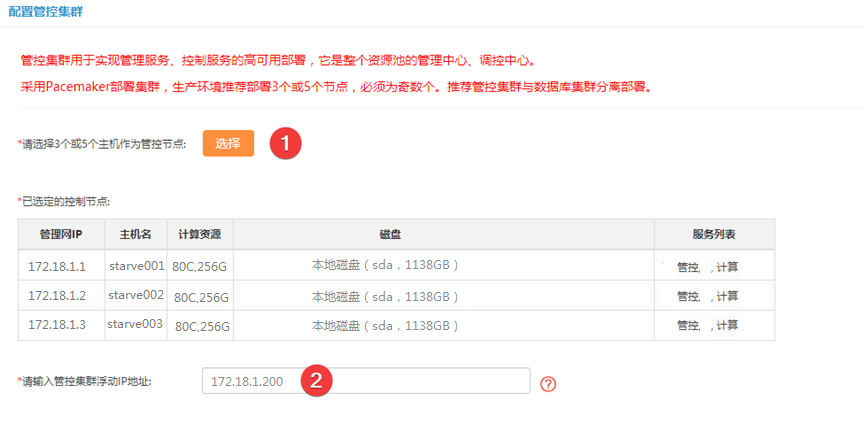 配置管控集群
管控集群用于实现管理服务、控制服务的高可用部署，它是整个资源池的管理中心、调控中心。
采用Pacemaker部署集群，生产环境推荐部署3个或5个节点，必须为奇数个。推荐管控集群与数据库集群分离部署。
*请选择3个或5个主机作为管控节点: 选择 1
*已选定的控制节点:
管理网IP 主机名 计算资源 磁盘 服务列表
172.18.1.1 starve001 80C,256G 本地磁盘（sda，1138GB） 管控, ,计算
172.18.1.2 starve002 80C,256G 本地磁盘（sda，1138GB） 管控, ,计算
172.18.1.3 starve003 80C,256G 本地磁盘（sda，1138GB） 管控, ,计算
*请输入管控集群浮动IP地址: 172.18.1.200 2 ?